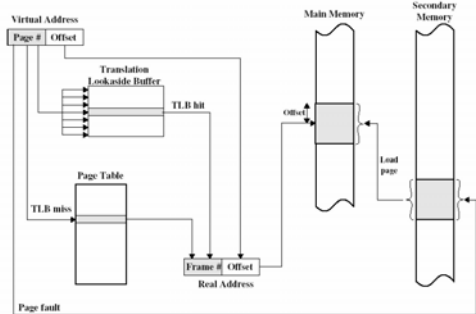 Virtual Address
Page #
Offset
Translation
Lookaside Buffer
TLB hit
Page Table
TLB miss
Frame #
Offset
Real Address
Page fault
Main Memory
Offset
Secondary
Memory
Load
page